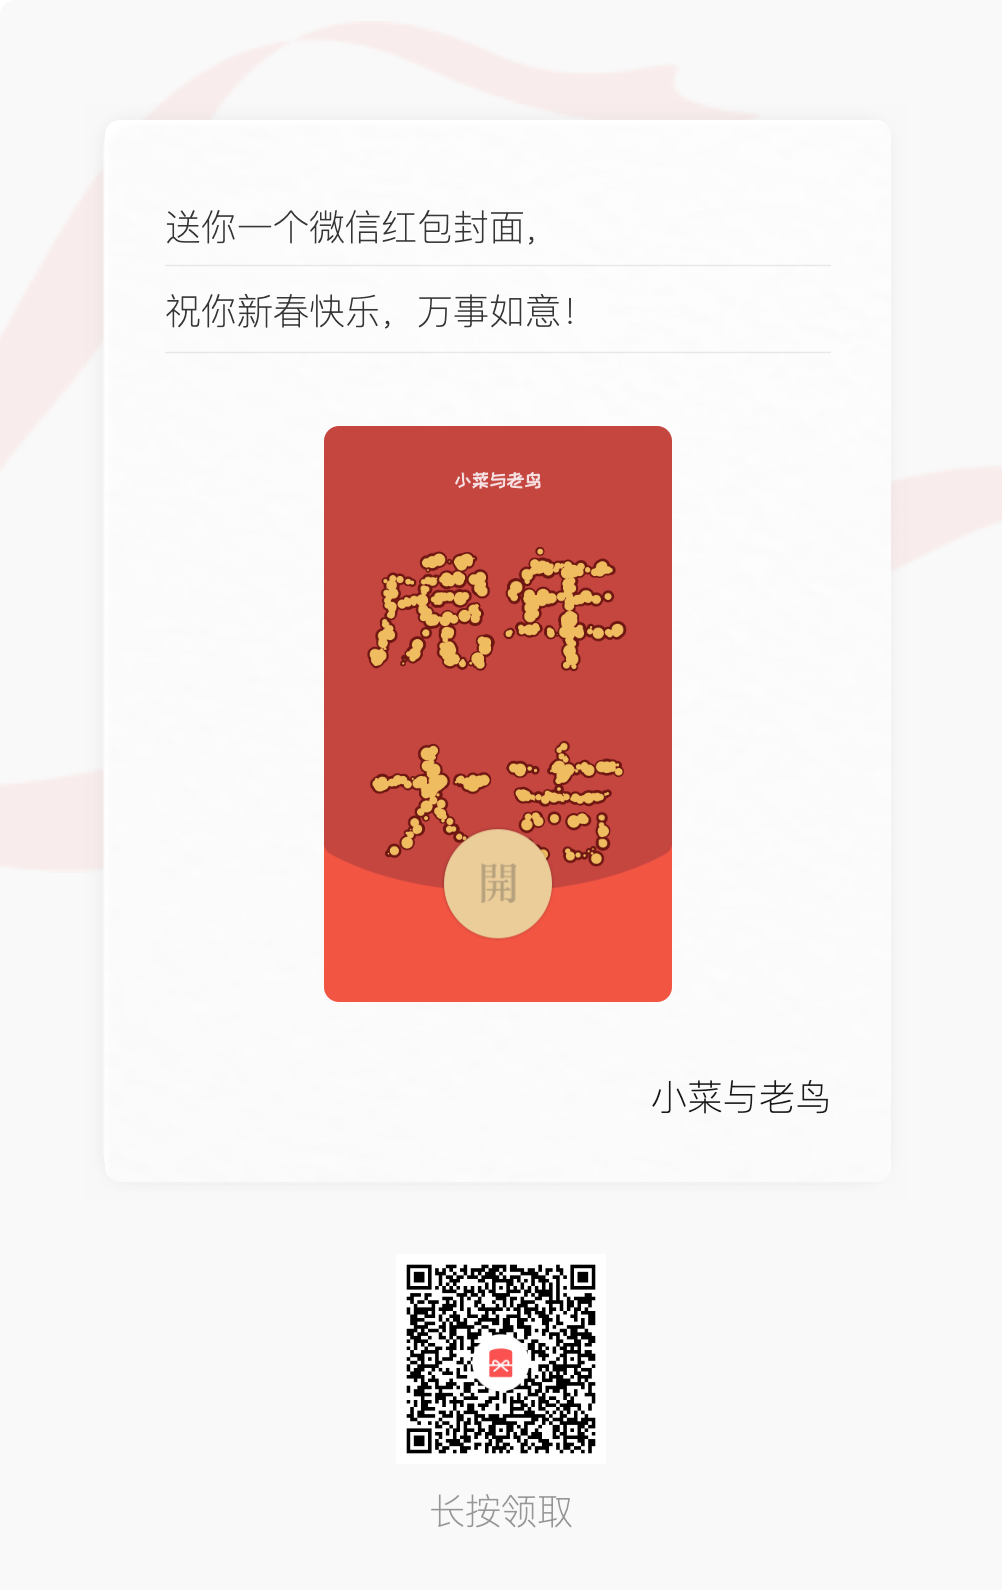 送你一个微信红包封面，
祝你新春快乐，万事如意！
小菜与老鸟
虎年
大吉
開
小菜与老鸟
长按领取